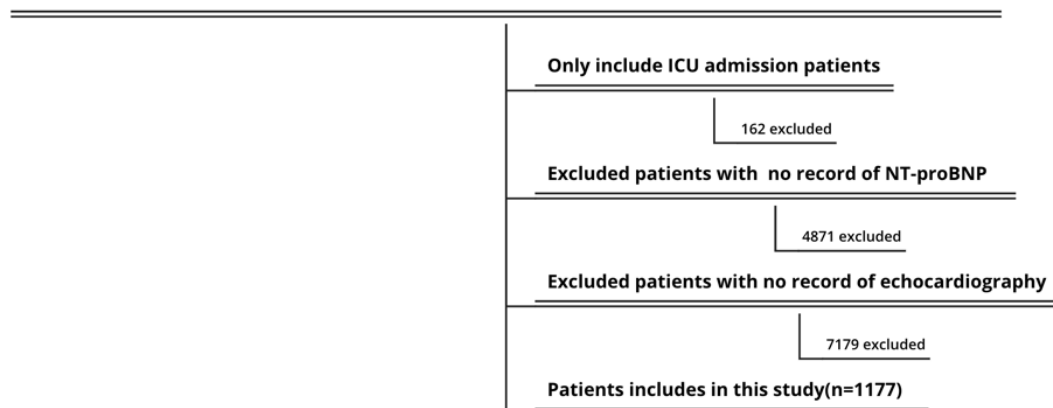 Only include ICU admission patients
162 excluded
Excluded patients with  no record of NT-proBNP
4871 excluded
Excluded patients with no record of echocardiography
7179 excluded
Patients includes in this study(n=1177)